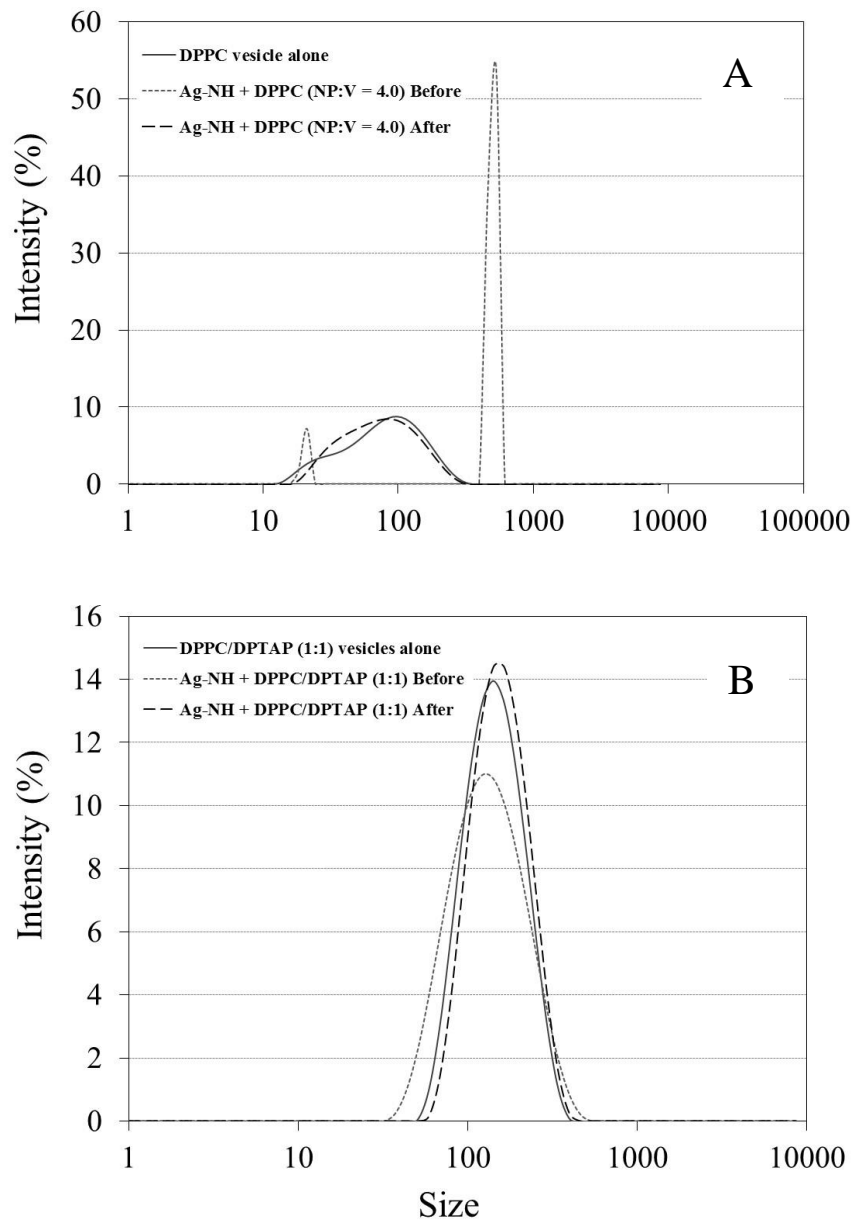 60
DPPC vesicle alone
A
Ag-NH + DPPC (NP:V = 4.0) Before
50
Ag-NH + DPPC (NP:V = 4.0) After
40
Intensity (%)
30
20
10
0
1 10 100 1000 10000 100000
16
DPPC/DPTAP (1:1) vesicles alone
B
14
Ag-NH + DPPC/DPTAP (1:1) Before
Ag-NH + DPPC/DPTAP (1:1) After
12
10
Intensity (%)
8
6
4
2
0
1 10 100 1000 10000
Size